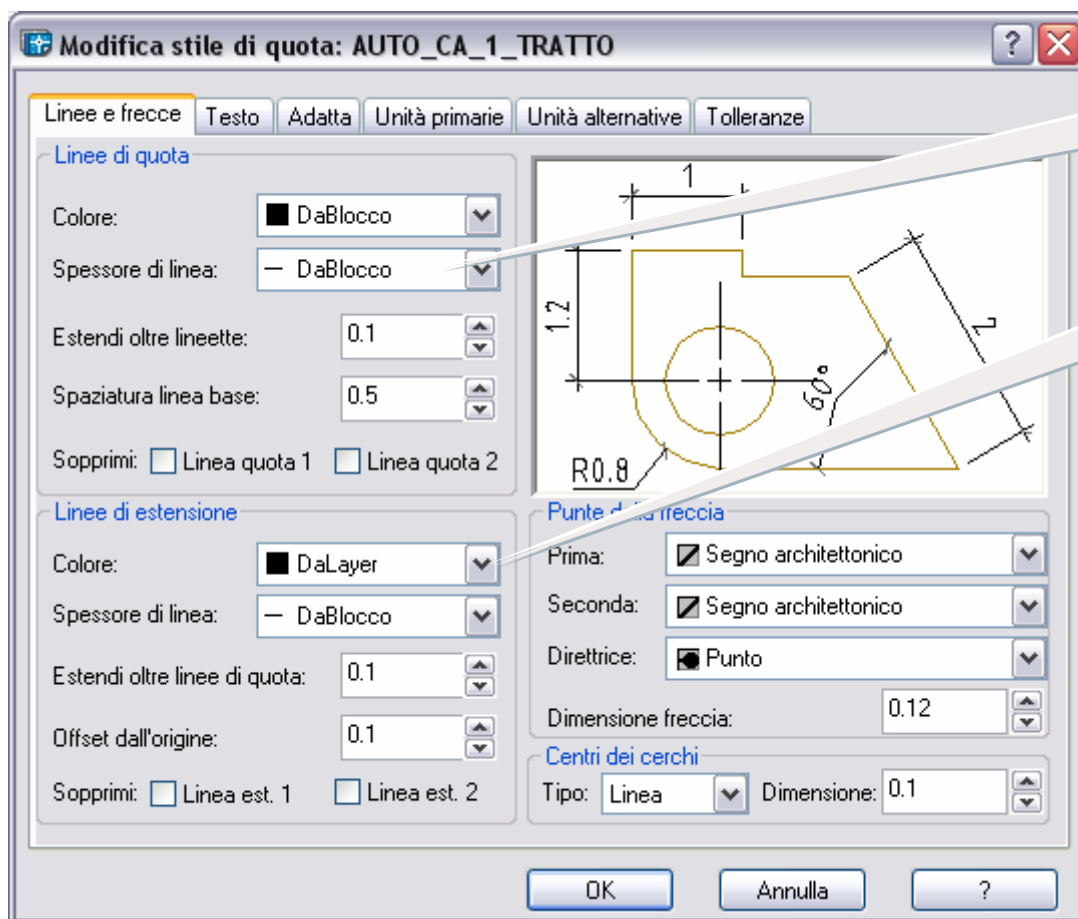 Modifica stile di quota: AUTO_CA_1_TRATTO
Linee e frecce Testo Adatta Unità primarie Unità alternative Tolleranze
Linee di quota
Colore: DaBlocco
Spessore di linea: DaBlocco
Estendi oltre lineette: 0.1
Spaziatura linea base: 0.5
Sopprimi: Linea quota 1 Linea quota 2
1
1.2
2
60°
R0.8
Linee di estensione
Colore: DaLayer
Spessore di linea: DaBlocco
Estendi oltre linee di quota: 0.1
Offset dall'origine: 0.1
Sopprimi: Linea est. 1 Linea est. 2
Punte della freccia
Prima: Segno architettonico
Seconda: Segno architettonico
Direttrice: Punto
Dimensione freccia: 0.12
Centri dei cerchi
Tipo: Linea Dimensione: 0.1
OK Annulla ?